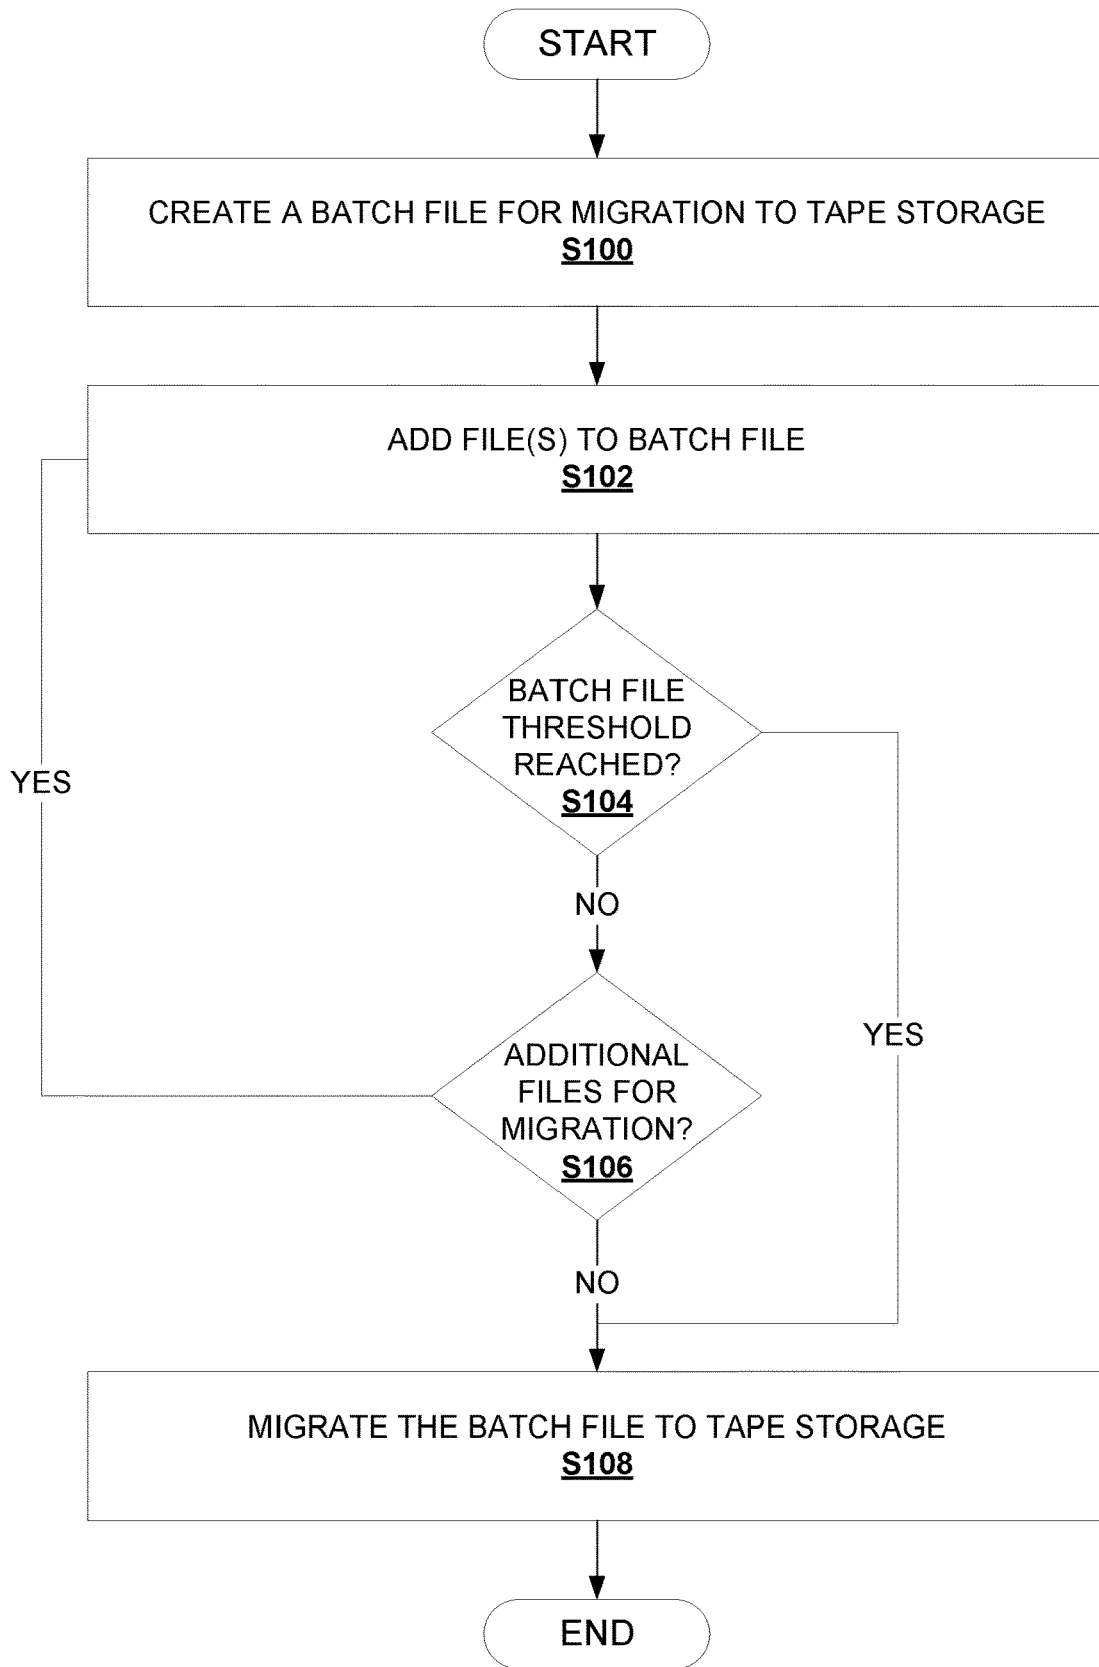 START
CREATE A BATCH FILE FOR MIGRATION TO TAPE STORAGE
S100
ADD FILE(S) TO BATCH FILE
S102
BATCH FILE
THRESHOLD
REACHED?
S104
YES
NO
ADDITIONAL
FILES FOR
MIGRATION?
S106
YES
NO
MIGRATE THE BATCH FILE TO TAPE STORAGE
S108
END